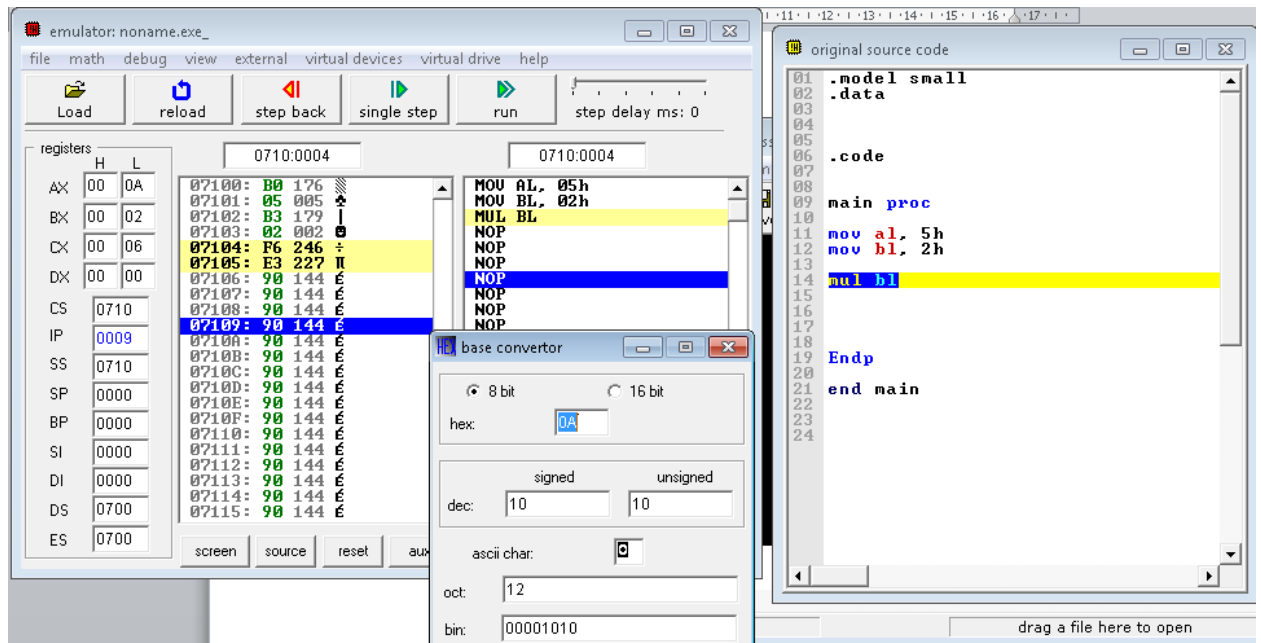 ·11· ı ·12· ı ·13· ı ·14· ı ·15· ı ·16· ·17· ı ·
emulator: noname.exe_
file math debug view external virtual devices virtual drive help
Load reload step back single step run step delay ms: 0
registers
H L
AX 00 0A
BX 00 02
CX 00 06
DX 00 00
CS 0710
IP 0009
SS 0710
SP 0000
BP 0000
SI 0000
DI 0000
DS 0700
ES 0700
0710:0004
07100: B0 176 ▒
07101: 05 005 ♣
07102: B3 179 │
07103: 02 002 ☻
07104: F6 246 ÷
07105: E3 227 π
07106: 90 144 É
07107: 90 144 É
07108: 90 144 É
07109: 90 144 É
0710A: 90 144 É
0710B: 90 144 É
0710C: 90 144 É
0710D: 90 144 É
0710E: 90 144 É
0710F: 90 144 É
07110: 90 144 É
07111: 90 144 É
07112: 90 144 É
07113: 90 144 É
07114: 90 144 É
07115: 90 144 É
0710:0004
MOV AL, 05h
MOV BL, 02h
MUL BL
NOP
NOP
NOP
NOP
NOP
NOP
NOP
screen source reset aux
HEX base convertor
8 bit 16 bit
hex: 0A
signed unsigned
dec: 10 10
ascii char: ◙
oct: 12
bin: 00001010
original source code
01 .model small
02 .data
03
04
05
06 .code
07
08
09 main proc
10
11 mov al, 5h
12 mov bl, 2h
13
14 mul bl
15
16
17
18
19 Endp
20
21 end main
22
23
24
drag a file here to open